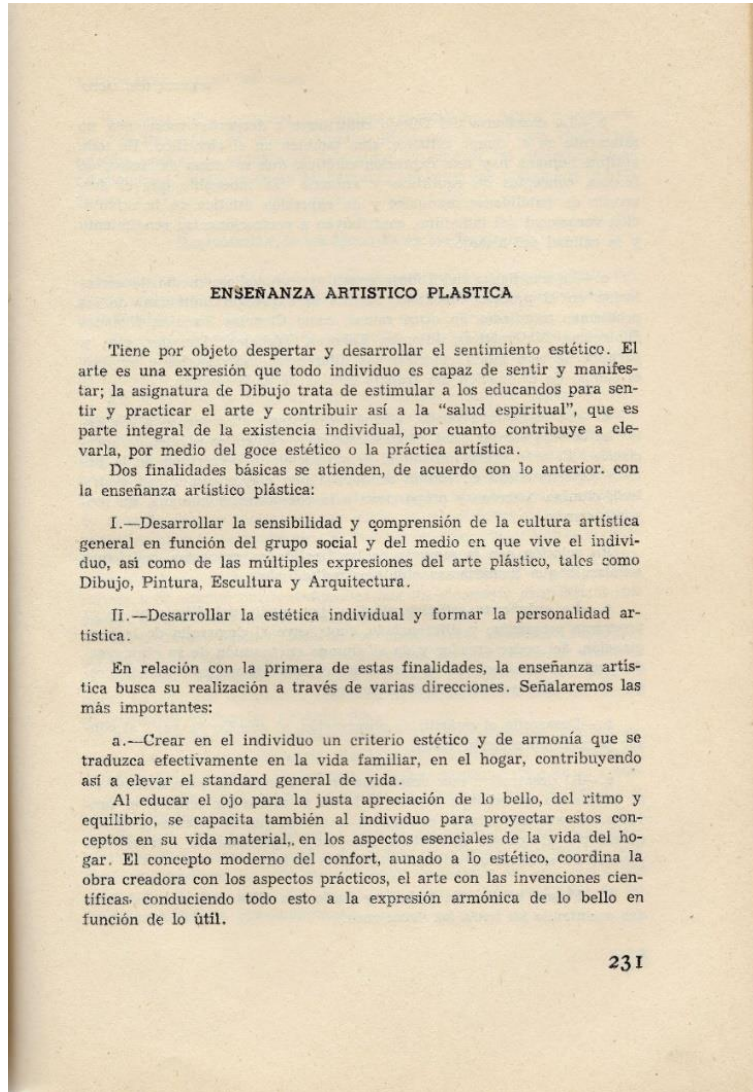 ENSEÑANZA ARTISTICO PLASTICA
Tiene por objeto despertar y desarrollar el sentimiento estético. El
arte es una expresión que todo individuo es capaz de sentir y manifes-
tar; la asignatura de Dibujo trata de estimular a los educandos para sen-
tir y practicar el arte y contribuir así a la “salud espiritual”, que es
parte integral de la existencia individual, por cuanto contribuye a ele-
varla, por medio del goce estético o la práctica artística.
Dos finalidades básicas se atienden, de acuerdo con lo anterior. con
la enseñanza artístico plástica:
I.—Desarrollar la sensibilidad y comprensión de la cultura artística
general en función del grupo social y del medio en que vive el indivi-
duo, así como de las múltiples expresiones del arte plástico, tales como
Dibujo, Pintura, Escultura y Arquitectura.
II.—Desarrollar la estética individual y formar la personalidad ar-
tística.
En relación con la primera de estas finalidades, la enseñanza artís-
tica busca su realización a través de varias direcciones. Señalaremos las
más importantes:
a.—Crear en el individuo un criterio estético y de armonía que se
traduzca efectivamente en la vida familiar, en el hogar, contribuyendo
así a elevar el standard general de vida.
Al educar el ojo para la justa apreciación de lo bello, del ritmo y
equilibrio, se capacita también al individuo para proyectar estos con-
ceptos en su vida material,. en los aspectos esenciales de la vida del ho-
gar. El concepto moderno del confort, aunado a lo estético, coordina la
obra creadora con los aspectos prácticos, el arte con las invenciones cien-
tíficas, conduciendo todo esto a la expresión armónica de lo bello en
función de lo útil.
231